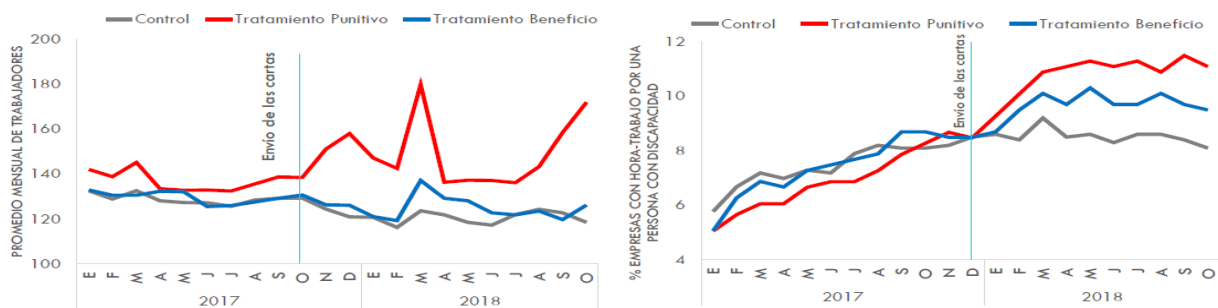 Control Tratamiento Punitivo Tratamiento Beneficio
PROMEDIO MENSUAL DE TRABAJADORES
200
180
160
140
120
100
Envío de las cartas
E F M A M J J A S O N D E F M A M J J A S O
2017 2018
Control Tratamiento Punitivo Tratamiento Beneficio
% EMPRESAS CON HORA-TRABAJO POR UNA
PERSONA CON DISCAPACIDAD
12
10
8
6
4
Envío de las cartas
E F M A M J J A S O N D E F M A M J J A S O
2017 2018